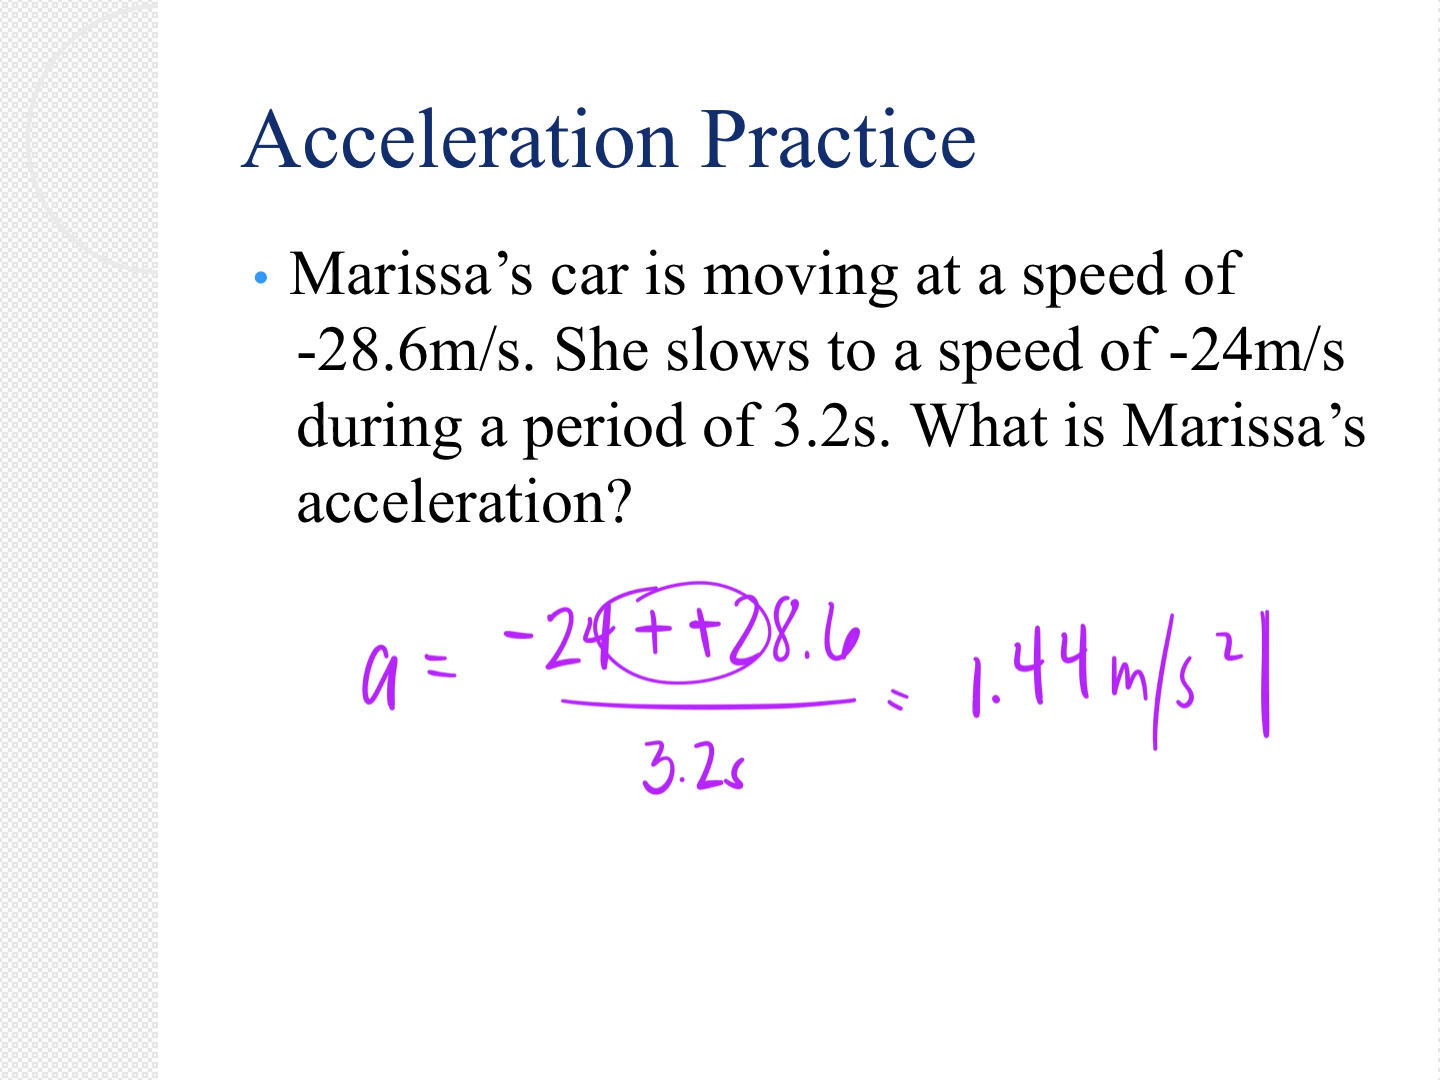 Acceleration Practice
• Marissa’s car is moving at a speed of
-28.6m/s. She slows to a speed of -24m/s
during a period of 3.2s. What is Marissa’s
acceleration?
a = -24 + +28.6 = 1.44 m/s²
3.2s